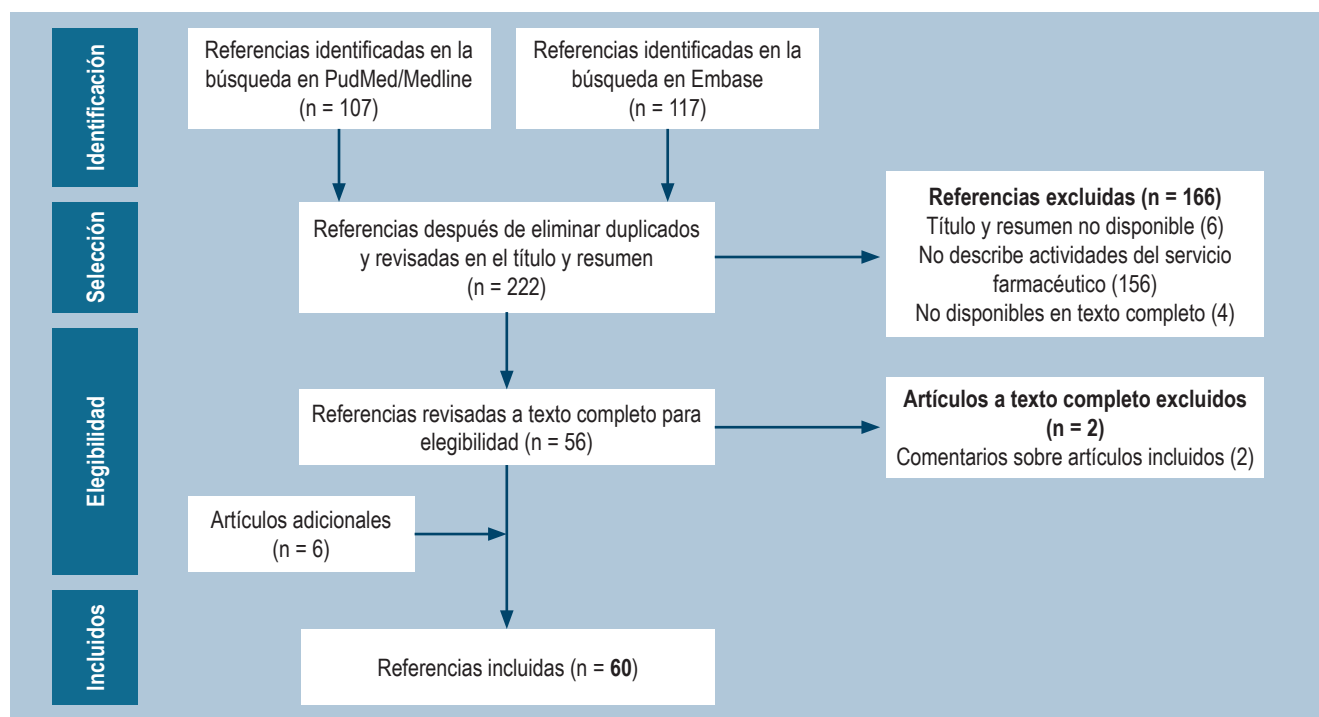 Identificación
Referencias identificadas en la
búsqueda en PudMed/Medline
(n = 107)
Referencias identificadas en la
búsqueda en Embase
(n = 117)
Selección
Referencias después de eliminar duplicados
y revisadas en el título y resumen
(n = 222)
Referencias excluidas (n = 166)
Título y resumen no disponible (6)
No describe actividades del servicio
farmacéutico (156)
No disponibles en texto completo (4)
Elegibilidad
Referencias revisadas a texto completo para
elegibilidad (n = 56)
Artículos a texto completo excluidos
(n = 2)
Comentarios sobre artículos incluidos (2)
Artículos adicionales
(n = 6)
Incluidos
Referencias incluidas (n = 60)